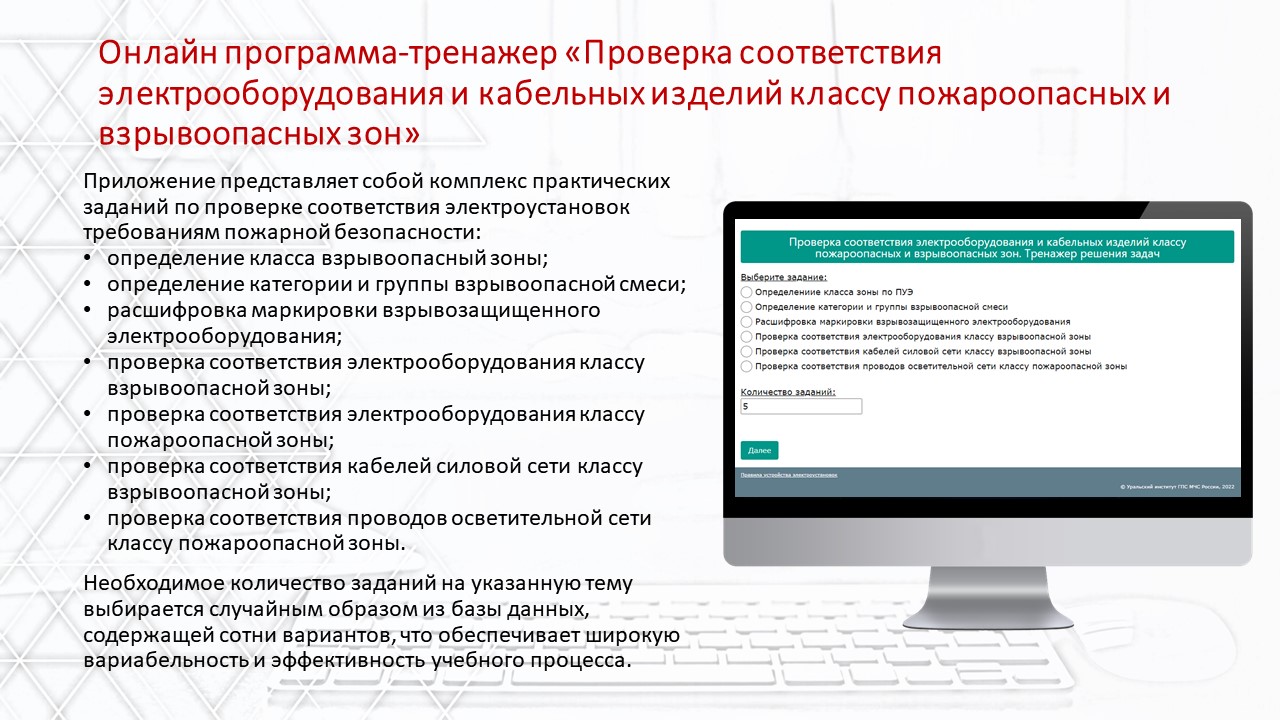 Онлайн программа-тренажер «Проверка соответствия
электрооборудования и кабельных изделий классу пожароопасных и
взрывоопасных зон»
Приложение представляет собой комплекс практических
заданий по проверке соответствия электроустановок
требованиям пожарной безопасности:
• определение класса взрывоопасный зоны;
• определение категории и группы взрывоопасной смеси;
• расшифровка маркировки взрывозащищенного
электрооборудования;
• проверка соответствия электрооборудования классу
взрывоопасной зоны;
• проверка соответствия электрооборудования классу
пожароопасной зоны;
• проверка соответствия кабелей силовой сети классу
взрывоопасной зоны;
• проверка соответствия проводов осветительной сети
классу пожароопасной зоны.
Необходимое количество заданий на указанную тему
выбирается случайным образом из базы данных,
содержащей сотни вариантов, что обеспечивает широкую
вариабельность и эффективность учебного процесса.
Проверка соответствия электрооборудования и кабельных изделий классу
пожароопасных и взрывоопасных зон. Тренажер решения задач
Выберите задание:
Определениие класса зоны по ПУЭ
Определение категории и группы взрывоопасной смеси
Расшифровка маркировки взрывозащищенного электрооборудования
Проверка соответствия электрооборудования классу взрывоопасной зоны
Проверка соответствия кабелей силовой сети классу взрывоопасной зоны
Проверка соответствия проводов осветительной сети классу пожароопасной зоны
Количество заданий:
5
Далее
Правила устройства электроустановок
© Уральский институт ГПС МЧС России, 2022